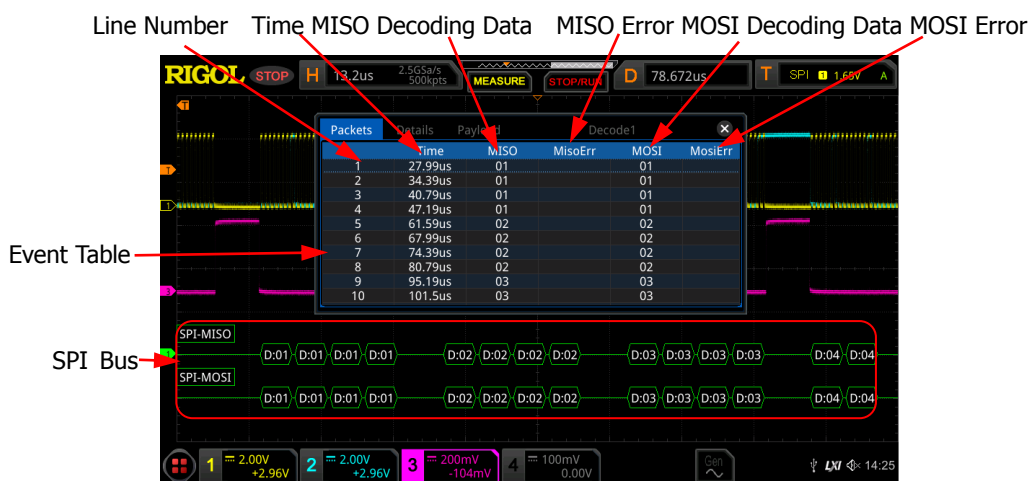 Line Number Time MISO Decoding Data MISO Error MOSI Decoding Data MOSI Error
RIGOL STOP H 13.2us 2.5GSa/s 500kpts MEASURE STOP/RUN D 78.672us T SPI 1 1.65V A
T
Packets Details Payload Decode1
Time MISO MisoErr MOSI MosiErr
1 27.99us 01 01
2 34.39us 01 01
3 40.79us 01 01
4 47.19us 01 01
5 61.59us 02 02
6 67.99us 02 02
7 74.39us 02 02
8 80.79us 02 02
9 95.19us 03 03
10 101.5us 03 03
T
1
3
Event Table
SPI-MISO
SPI Bus
1 D:01 D:01 D:01 D:01 D:02 D:02 D:02 D:02 D:03 D:03 D:03 D:03 D:04 D:04
SPI-MOSI
D:01 D:01 D:01 D:01 D:02 D:02 D:02 D:02 D:03 D:03 D:03 D:03 D:04 D:04
1 2.00V +2.96V 2 2.00V +2.96V 3 200mV -104mV 4 100mV 0.00V Gen LXI 14:25